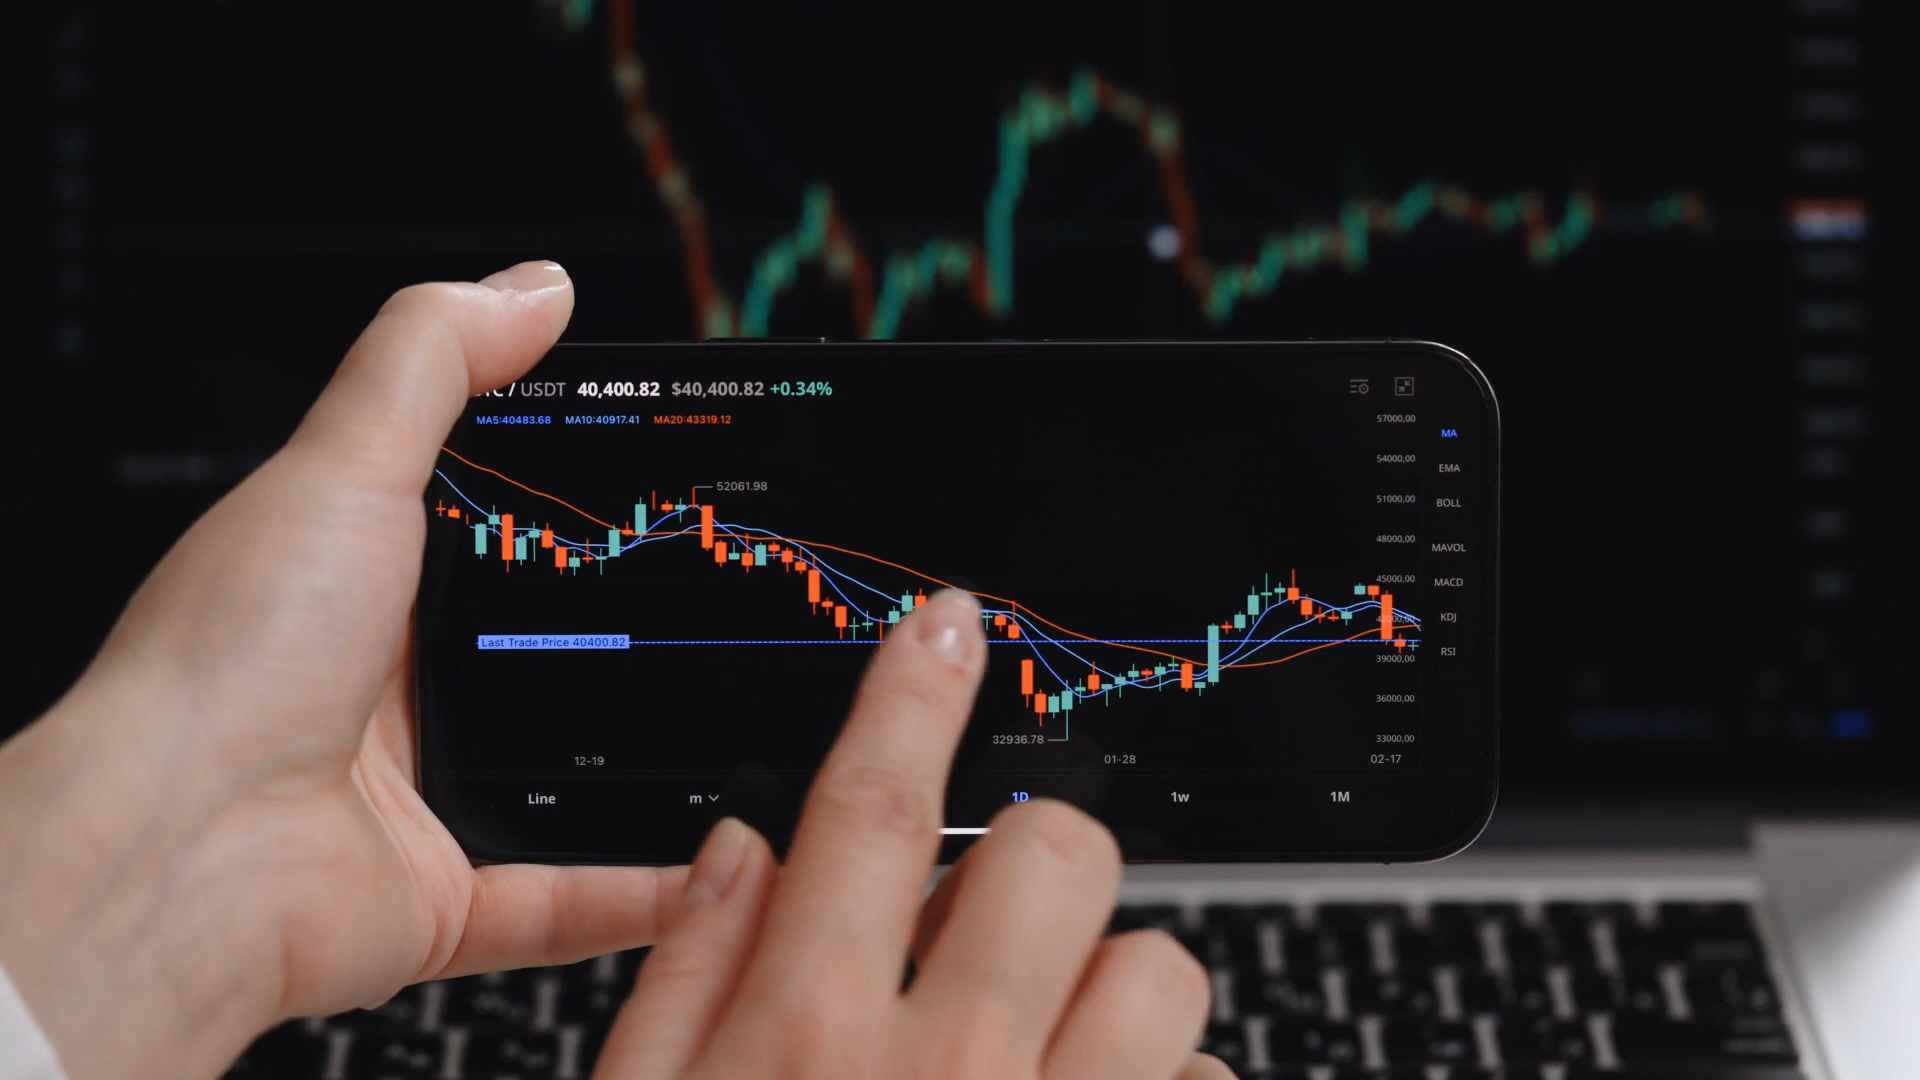 / USDT 40,400.82 $40,400.82 +0.34%
MA5:40483.68 MA10:40917.41 MA20:43319.12
57000,00
MA
54000,00
EMA
52061.98
51000,00
BOLL
48000,00
MAVOL
45000,00
MACD
42000,00
KDJ
Last Trade Price 40400.82
39000,00
RSI
36000,00
32936.78
33000,00
12-19
01-28
02-17
Line
m
1D
1w
1M